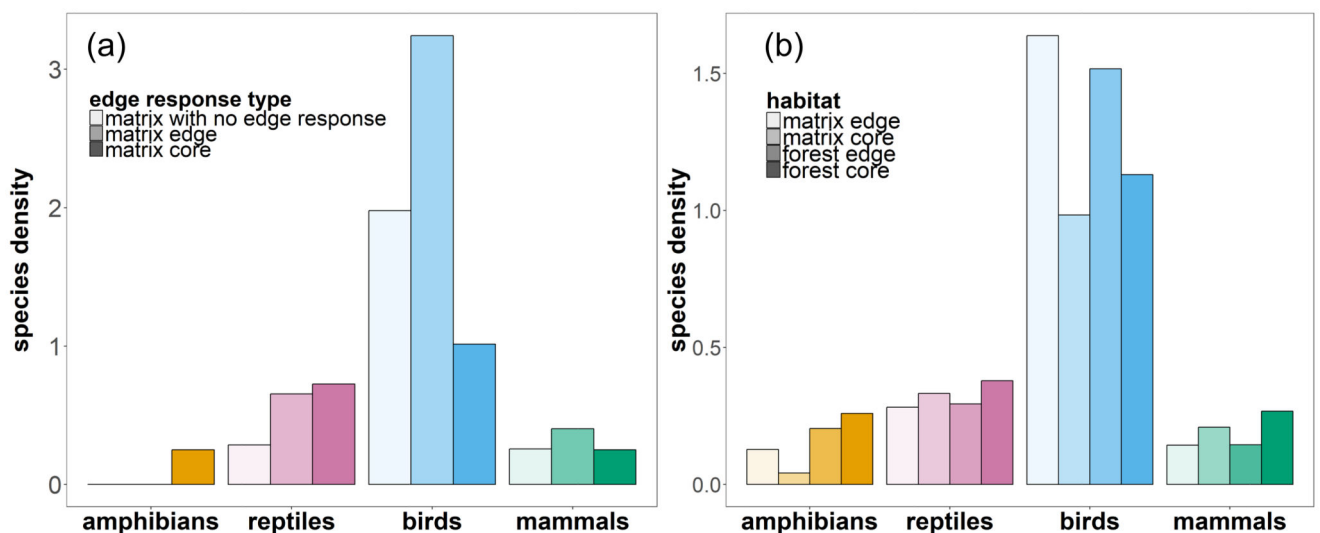 (a)
edge response type
matrix with no edge response
matrix edge
matrix core
species density
3
2
1
0
amphibians reptiles birds mammals
(b)
habitat
matrix edge
matrix core
forest edge
forest core
species density
1.5
1.0
0.5
0.0
amphibians reptiles birds mammals